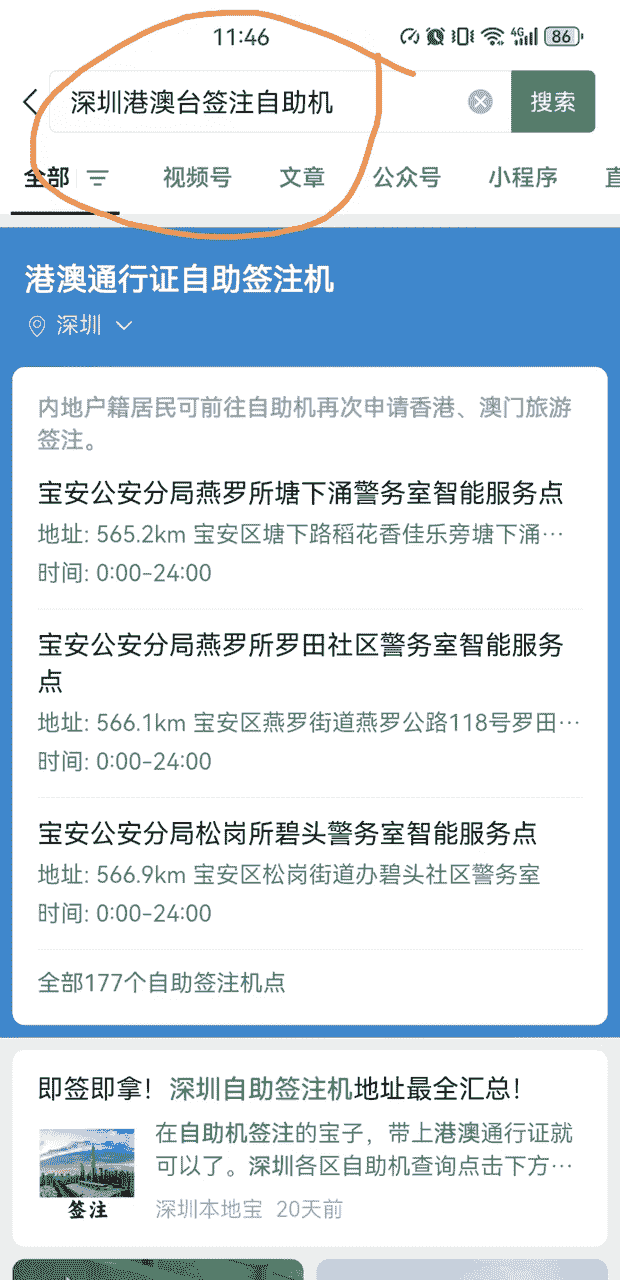 11:46
4G 86
深圳港澳台签注自助机
搜索
全部 视频号 文章 公众号 小程序 直
港澳通行证自助签注机
深圳
内地户籍居民可前往自助机再次申请香港、澳门旅游
签注。
宝安公安分局燕罗所塘下涌警务室智能服务点
地址: 565.2km 宝安区塘下路稻花香佳乐旁塘下涌…
时间: 0:00-24:00
宝安公安分局燕罗所罗田社区警务室智能服务
点
地址: 566.1km 宝安区燕罗街道燕罗公路118号罗田…
时间: 0:00-24:00
宝安公安分局松岗所碧头警务室智能服务点
地址: 566.9km 宝安区松岗街道办碧头社区警务室
时间: 0:00-24:00
全部177个自助签注机点
即签即拿！深圳自助签注机地址最全汇总！
在自助机签注的宝子，带上港澳通行证就
可以了。深圳各区自助机查询点击下方…
签注
深圳本地宝 20天前